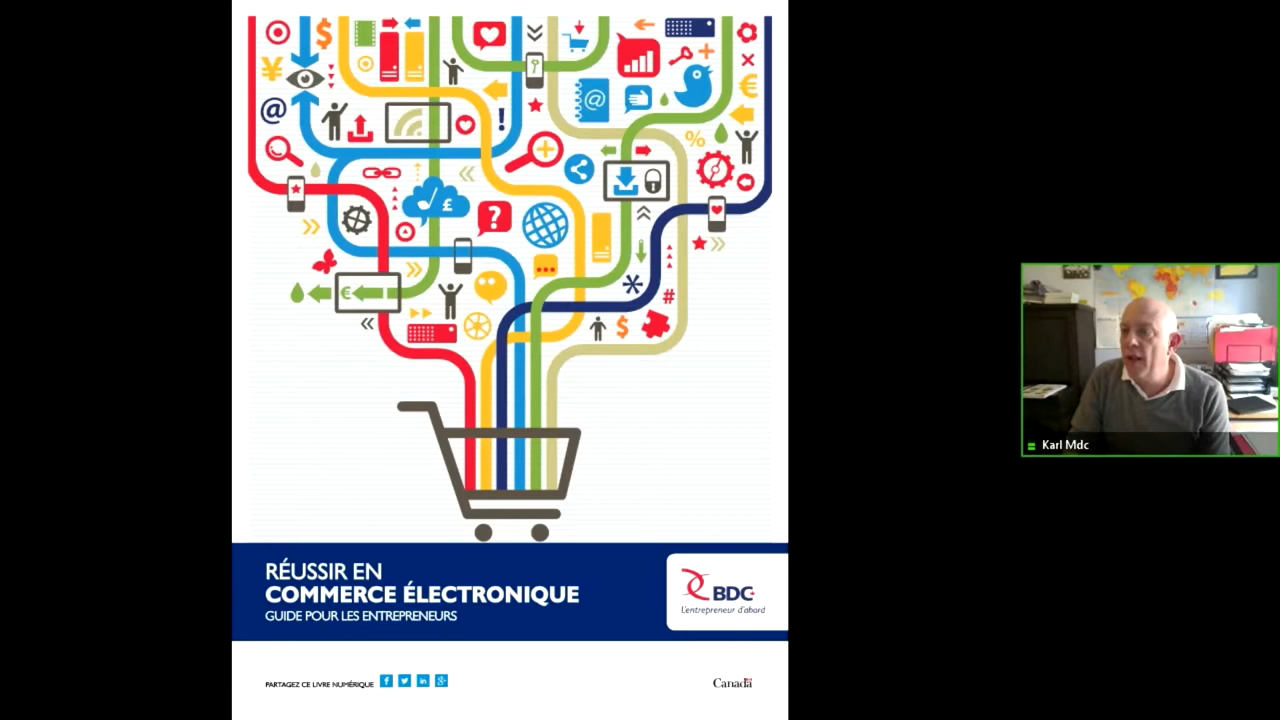 RÉUSSIR EN
COMMERCE ÉLECTRONIQUE
GUIDE POUR LES ENTREPRENEURS
BDC
L'entrepreneur d'abord
PARTAGEZ CE LIVRE NUMÉRIQUE
Canada
Karl Mdc